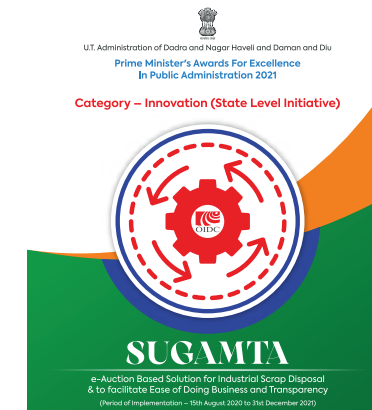 U.T. Administration of Dadra and Nagar Haveli and Daman and Diu
Prime Minister's Awards For Excellence
In Public Administration 2021
Category – Innovation (State Level Initiative)
OIDC
SUGAMTA
e-Auction Based Solution for Industrial Scrap Disposal
& to facilitate Ease of Doing Business and Transparency
(Period of Implementation – 15th August 2020 to 31st December 2021)